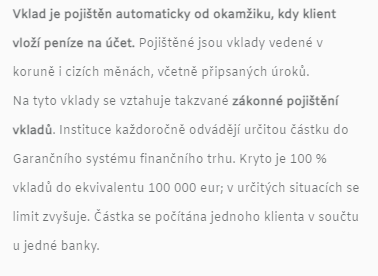 Vklad je pojištěn automaticky od okamžiku, kdy klient
vloží peníze na účet. Pojištěné jsou vklady vedené v
koruně i cizích měnách, včetně připsaných úroků.
Na tyto vklady se vztahuje takzvané zákonné pojištění
vkladů. Instituce každoročně odvádějí určitou částku do
Garančního systému finančního trhu. Kryto je 100 %
vkladů do ekvivalentu 100 000 eur; v určitých situacích se
limit zvyšuje. Částka se počítána jednoho klienta v součtu
u jedné banky.